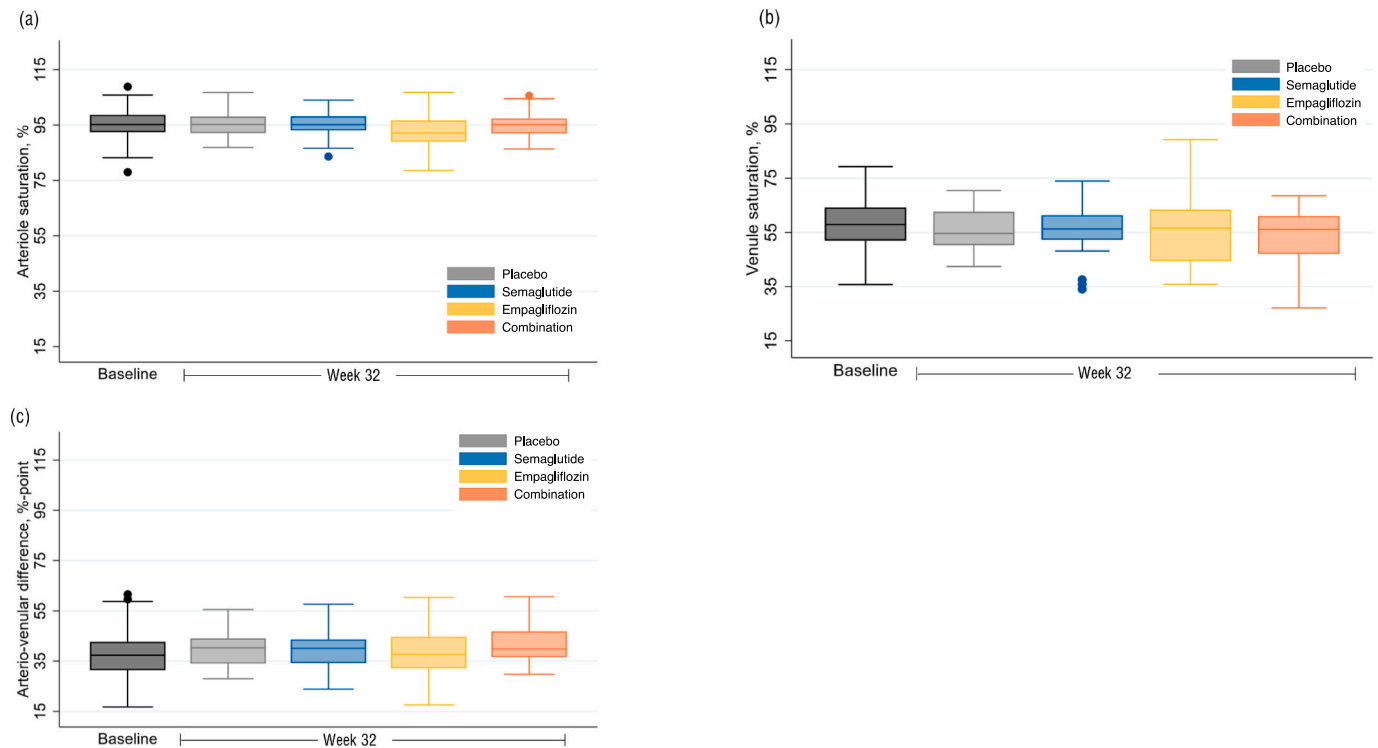 (a)
Arteriole saturation, %
115
95
75
55
35
15
Placebo
Semaglutide
Empagliflozin
Combination
Baseline
Week 32
(b)
Venule saturation, %
115
95
75
55
35
15
Placebo
Semaglutide
Empagliflozin
Combination
Baseline
Week 32
(c)
Arterio-venular difference, %-point
115
95
75
55
35
15
Placebo
Semaglutide
Empagliflozin
Combination
Baseline
Week 32